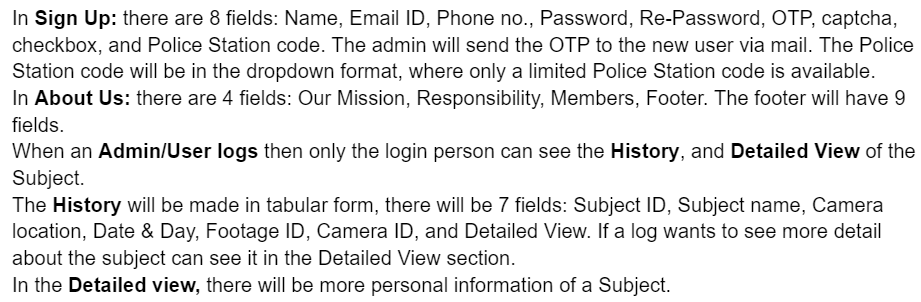 In Sign Up: there are 8 fields: Name, Email ID, Phone no., Password, Re-Password, OTP, captcha,
checkbox, and Police Station code. The admin will send the OTP to the new user via mail. The Police
Station code will be in the dropdown format, where only a limited Police Station code is available.
In About Us: there are 4 fields: Our Mission, Responsibility, Members, Footer. The footer will have 9
fields.
When an Admin/User logs then only the login person can see the History, and Detailed View of the
Subject.
The History will be made in tabular form, there will be 7 fields: Subject ID, Subject name, Camera
location, Date & Day, Footage ID, Camera ID, and Detailed View. If a log wants to see more detail
about the subject can see it in the Detailed View section.
In the Detailed view, there will be more personal information of a Subject.